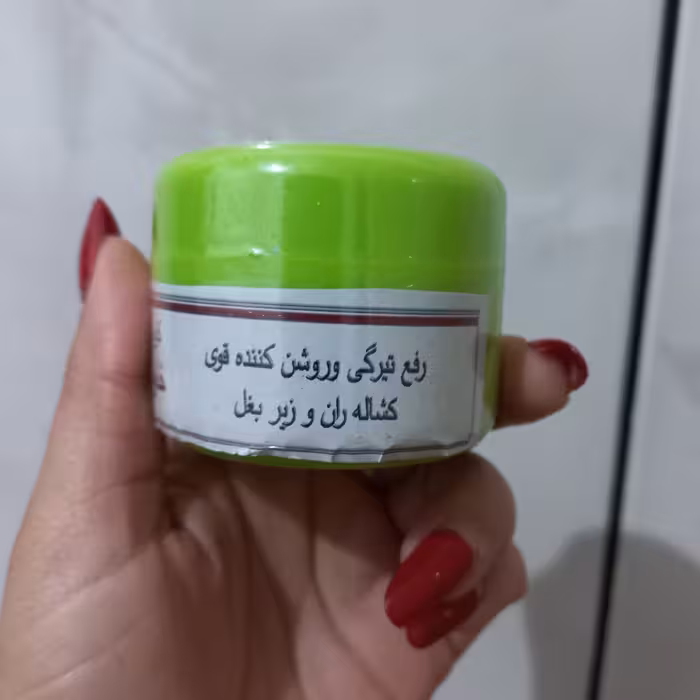 رفع تیرگی وروشن کننده قوی
کشاله ران و زیر بغل